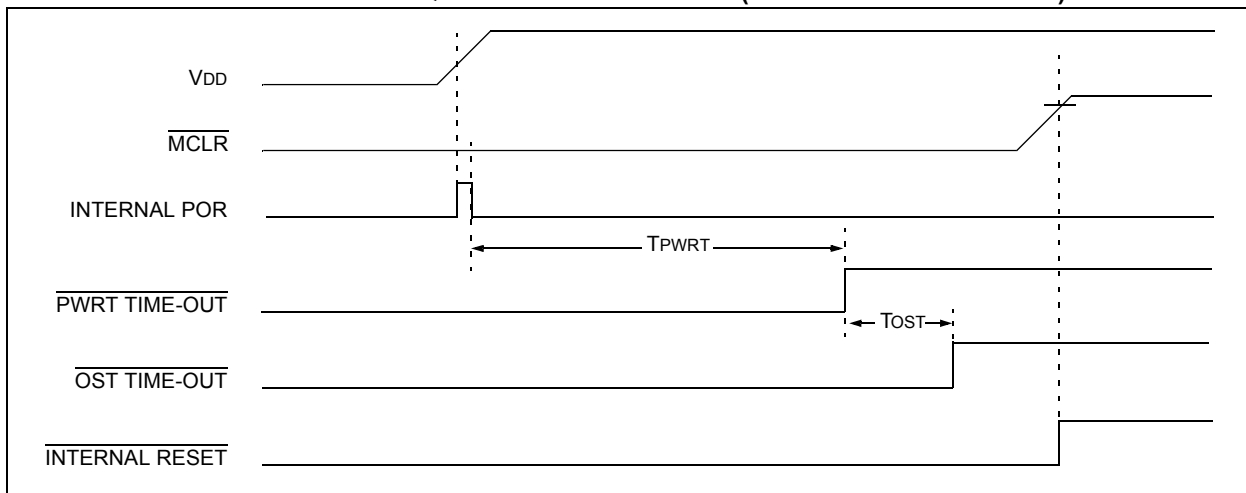 VDD
MCLR
INTERNAL POR
TPWRT
PWRT TIME-OUT
TOST
OST TIME-OUT
INTERNAL RESET